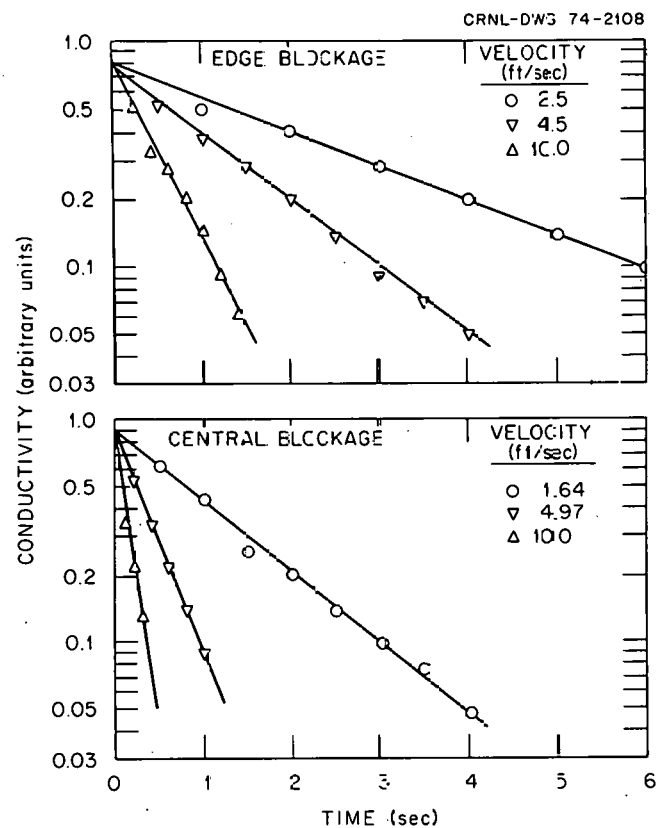 CRNL-DWG 74-2108
EDGE BLOCKAGE
VELOCITY
(ft/sec)
2.5
4.5
10.0
1.0
0.5
0.2
0.1
0.05
0.03
CONDUCTIVITY (arbitrary units)
CENTRAL BLOCKAGE
VELOCITY
(ft/sec)
1.64
4.97
10.0
1.0
0.5
0.2
0.1
0.05
0.03
0 1 2 3 4 5 6
TIME (sec)